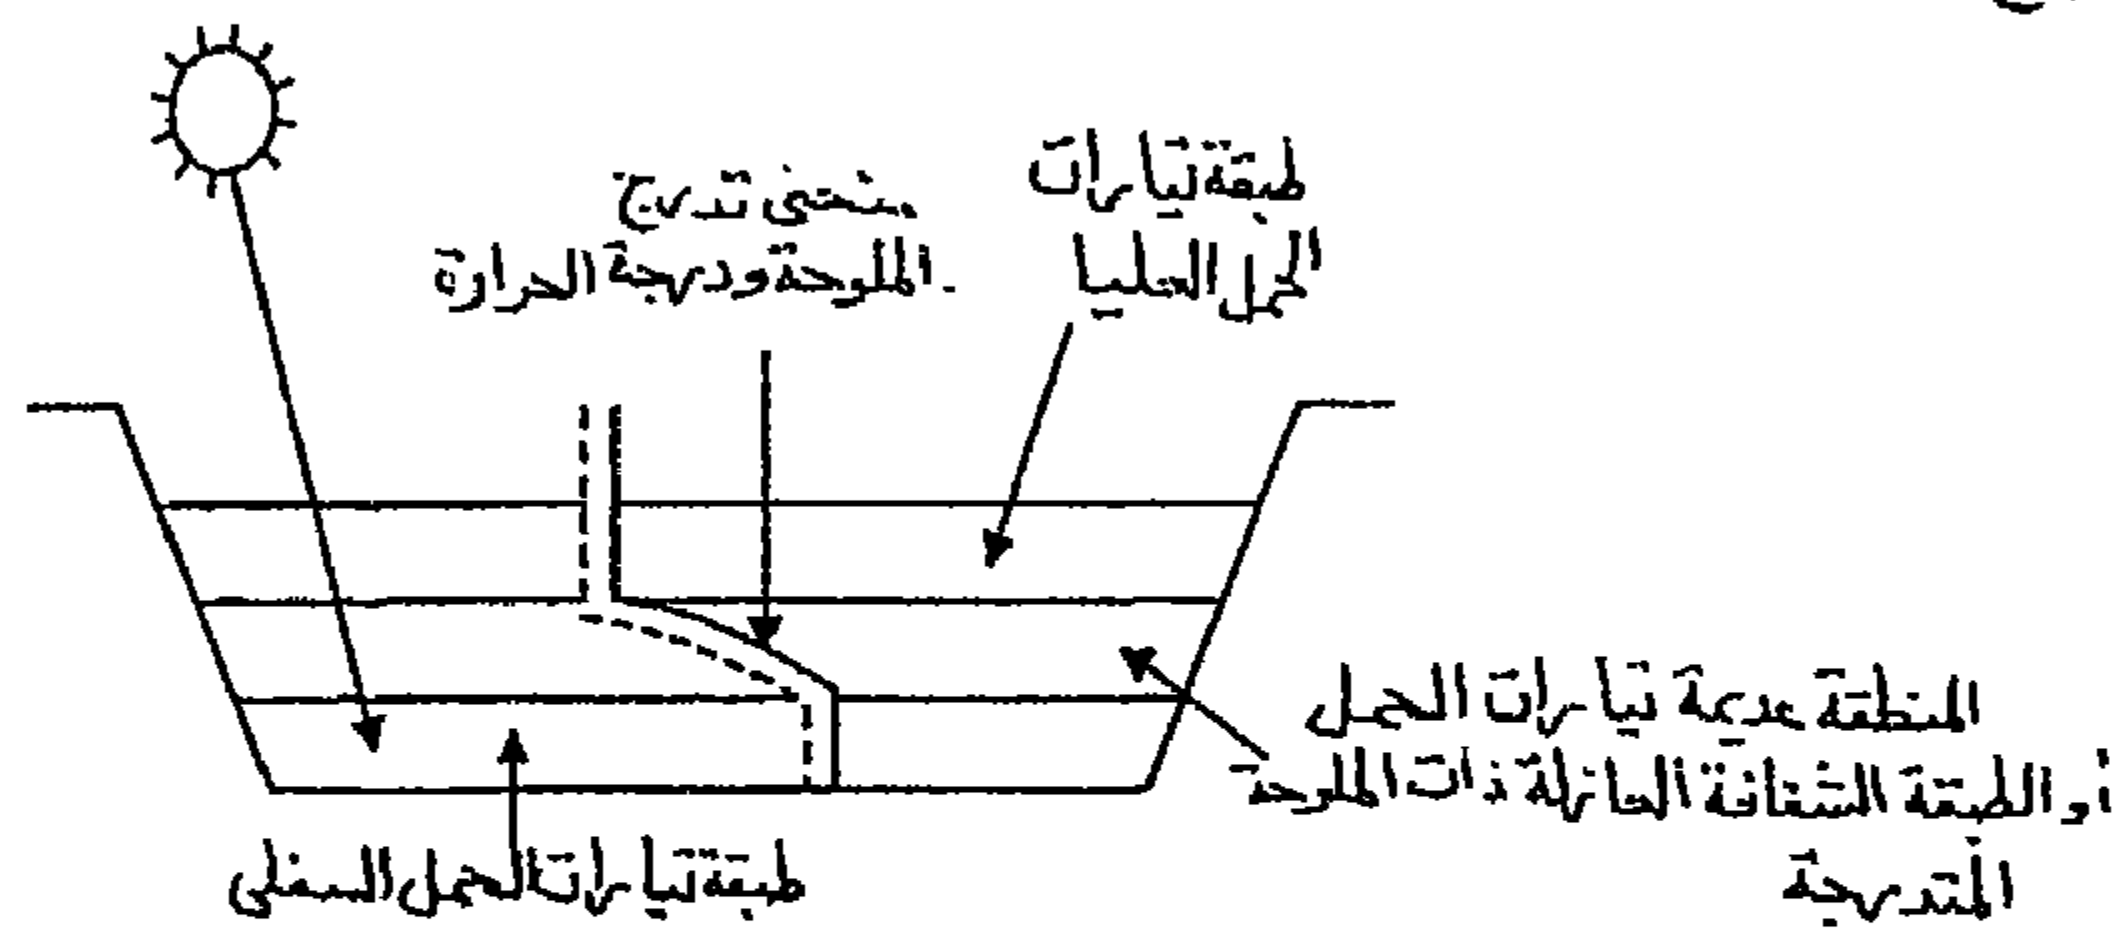 طبقة تيارات
الحمل العليا
منحنى تدرج
الملوحة ودرجة الحرارة
المنطقة عديمة تيارات الحمل
أو الطبقة الشفافة العازلة ذات الملوحة
المتدرجة
طبقة تيارات الحمل السفلى